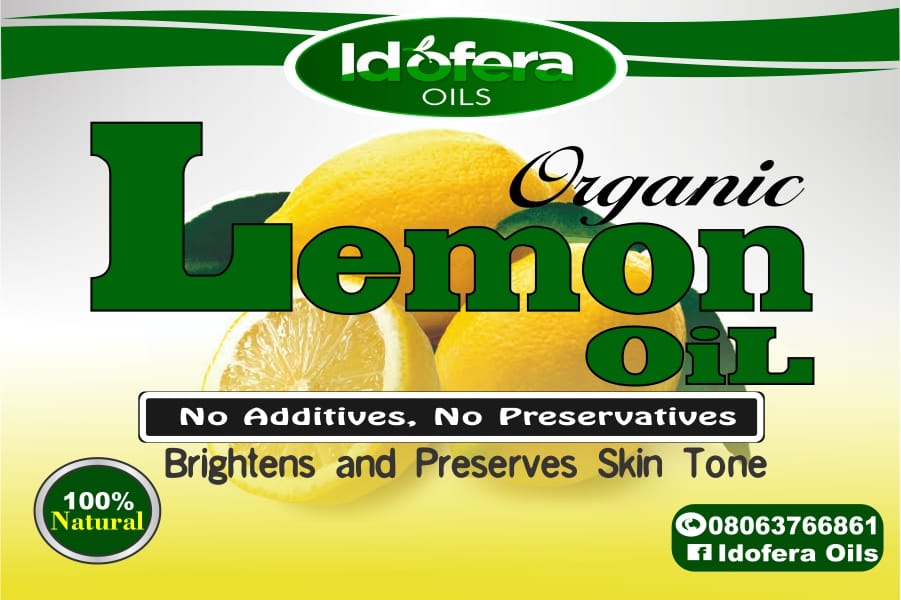 Idofera
OILS
Organic
Lemon
OiL
No Additives, No Preservatives
Brightens and Preserves Skin Tone
100%
Natural
08063766861
Idofera Oils